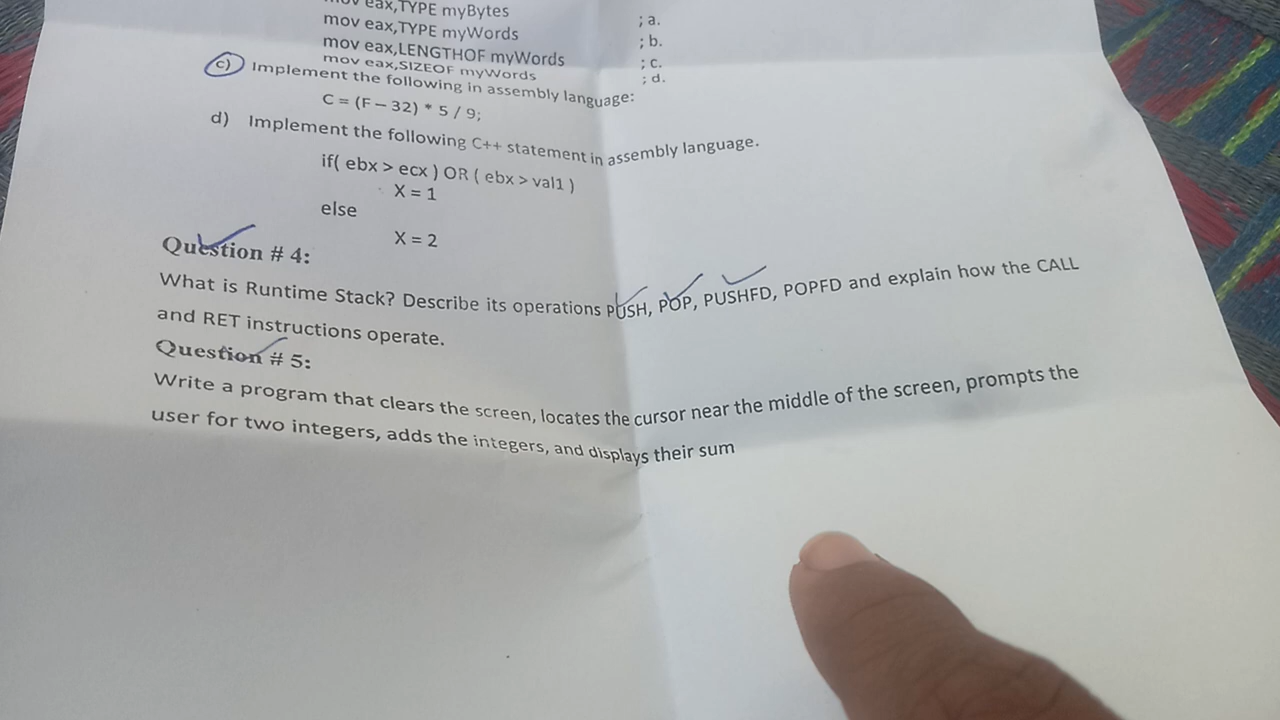 mov eax,TYPE myBytes ; a.
mov eax,TYPE myWords ; b.
mov eax,LENGTHOF myWords ; c.
mov eax,SIZEOF myWords ; d.
c) Implement the following in assembly language:
C = (F – 32) * 5 / 9;
d) Implement the following C++ statement in assembly language.
if( ebx > ecx ) OR ( ebx > val1 )
X = 1
else
X = 2
Question # 4:
What is Runtime Stack? Describe its operations PUSH, POP, PUSHFD, POPFD and explain how the CALL
and RET instructions operate.
Question # 5:
Write a program that clears the screen, locates the cursor near the middle of the screen, prompts the
user for two integers, adds the integers, and displays their sum